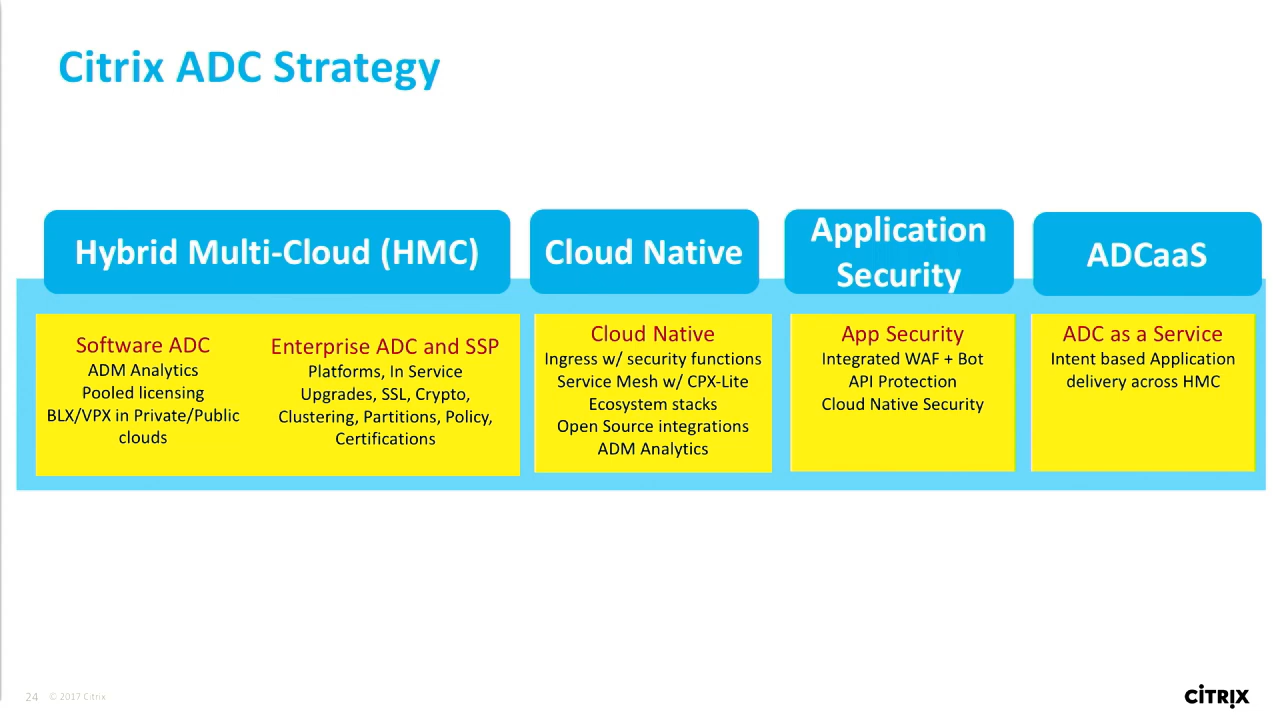 Citrix ADC Strategy
Hybrid Multi-Cloud (HMC)
Cloud Native
Application
Security
ADCaaS
Software ADC
ADM Analytics
Pooled licensing
BLX/VPX in Private/Public
clouds
Enterprise ADC and SSP
Platforms, In Service
Upgrades, SSL, Crypto,
Clustering, Partitions, Policy,
Certifications
Cloud Native
Ingress w/ security functions
Service Mesh w/ CPX-Lite
Ecosystem stacks
Open Source integrations
ADM Analytics
App Security
Integrated WAF + Bot
API Protection
Cloud Native Security
ADC as a Service
Intent based Application
delivery across HMC
24 © 2017 Citrix
CITRIX